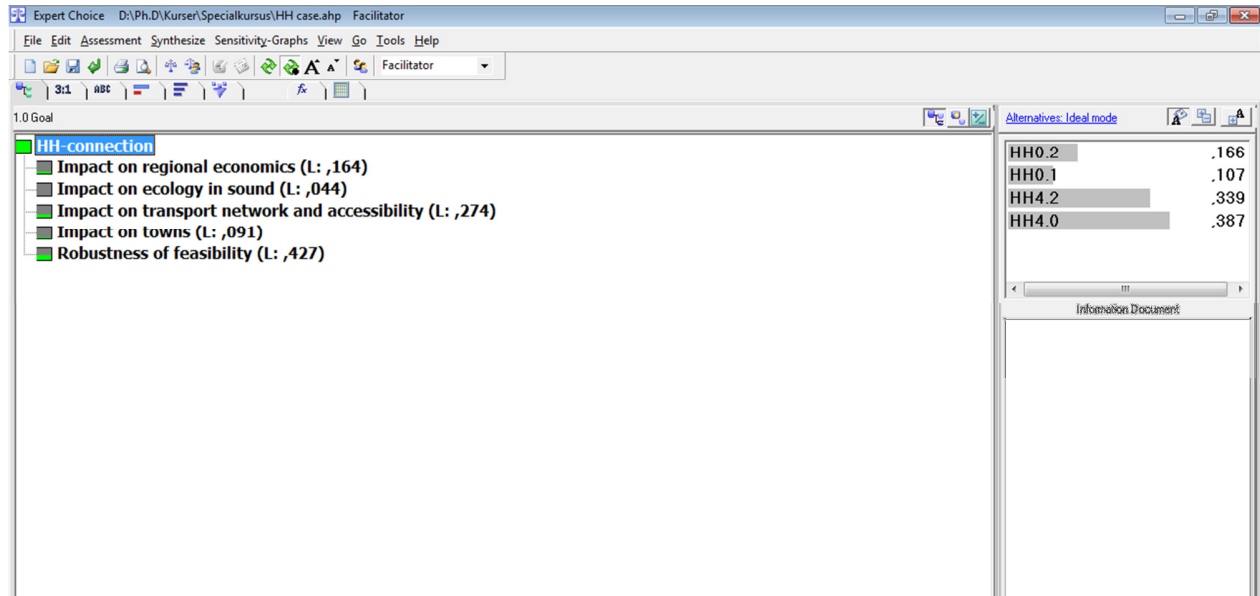 Expert Choice D:\Ph.D\Kurser\Specialkursus\HH case.ahp Facilitator
File Edit Assessment Synthesize Sensitivity-Graphs View Go Tools Help
Facilitator
3:1 ABC fx
1.0 Goal
HH-connection
Impact on regional economics (L: ,164)
Impact on ecology in sound (L: ,044)
Impact on transport network and accessibility (L: ,274)
Impact on towns (L: ,091)
Robustness of feasibility (L: ,427)
Alternatives: Ideal mode
HH0.2 ,166
HH0.1 ,107
HH4.2 ,339
HH4.0 ,387
Information Document